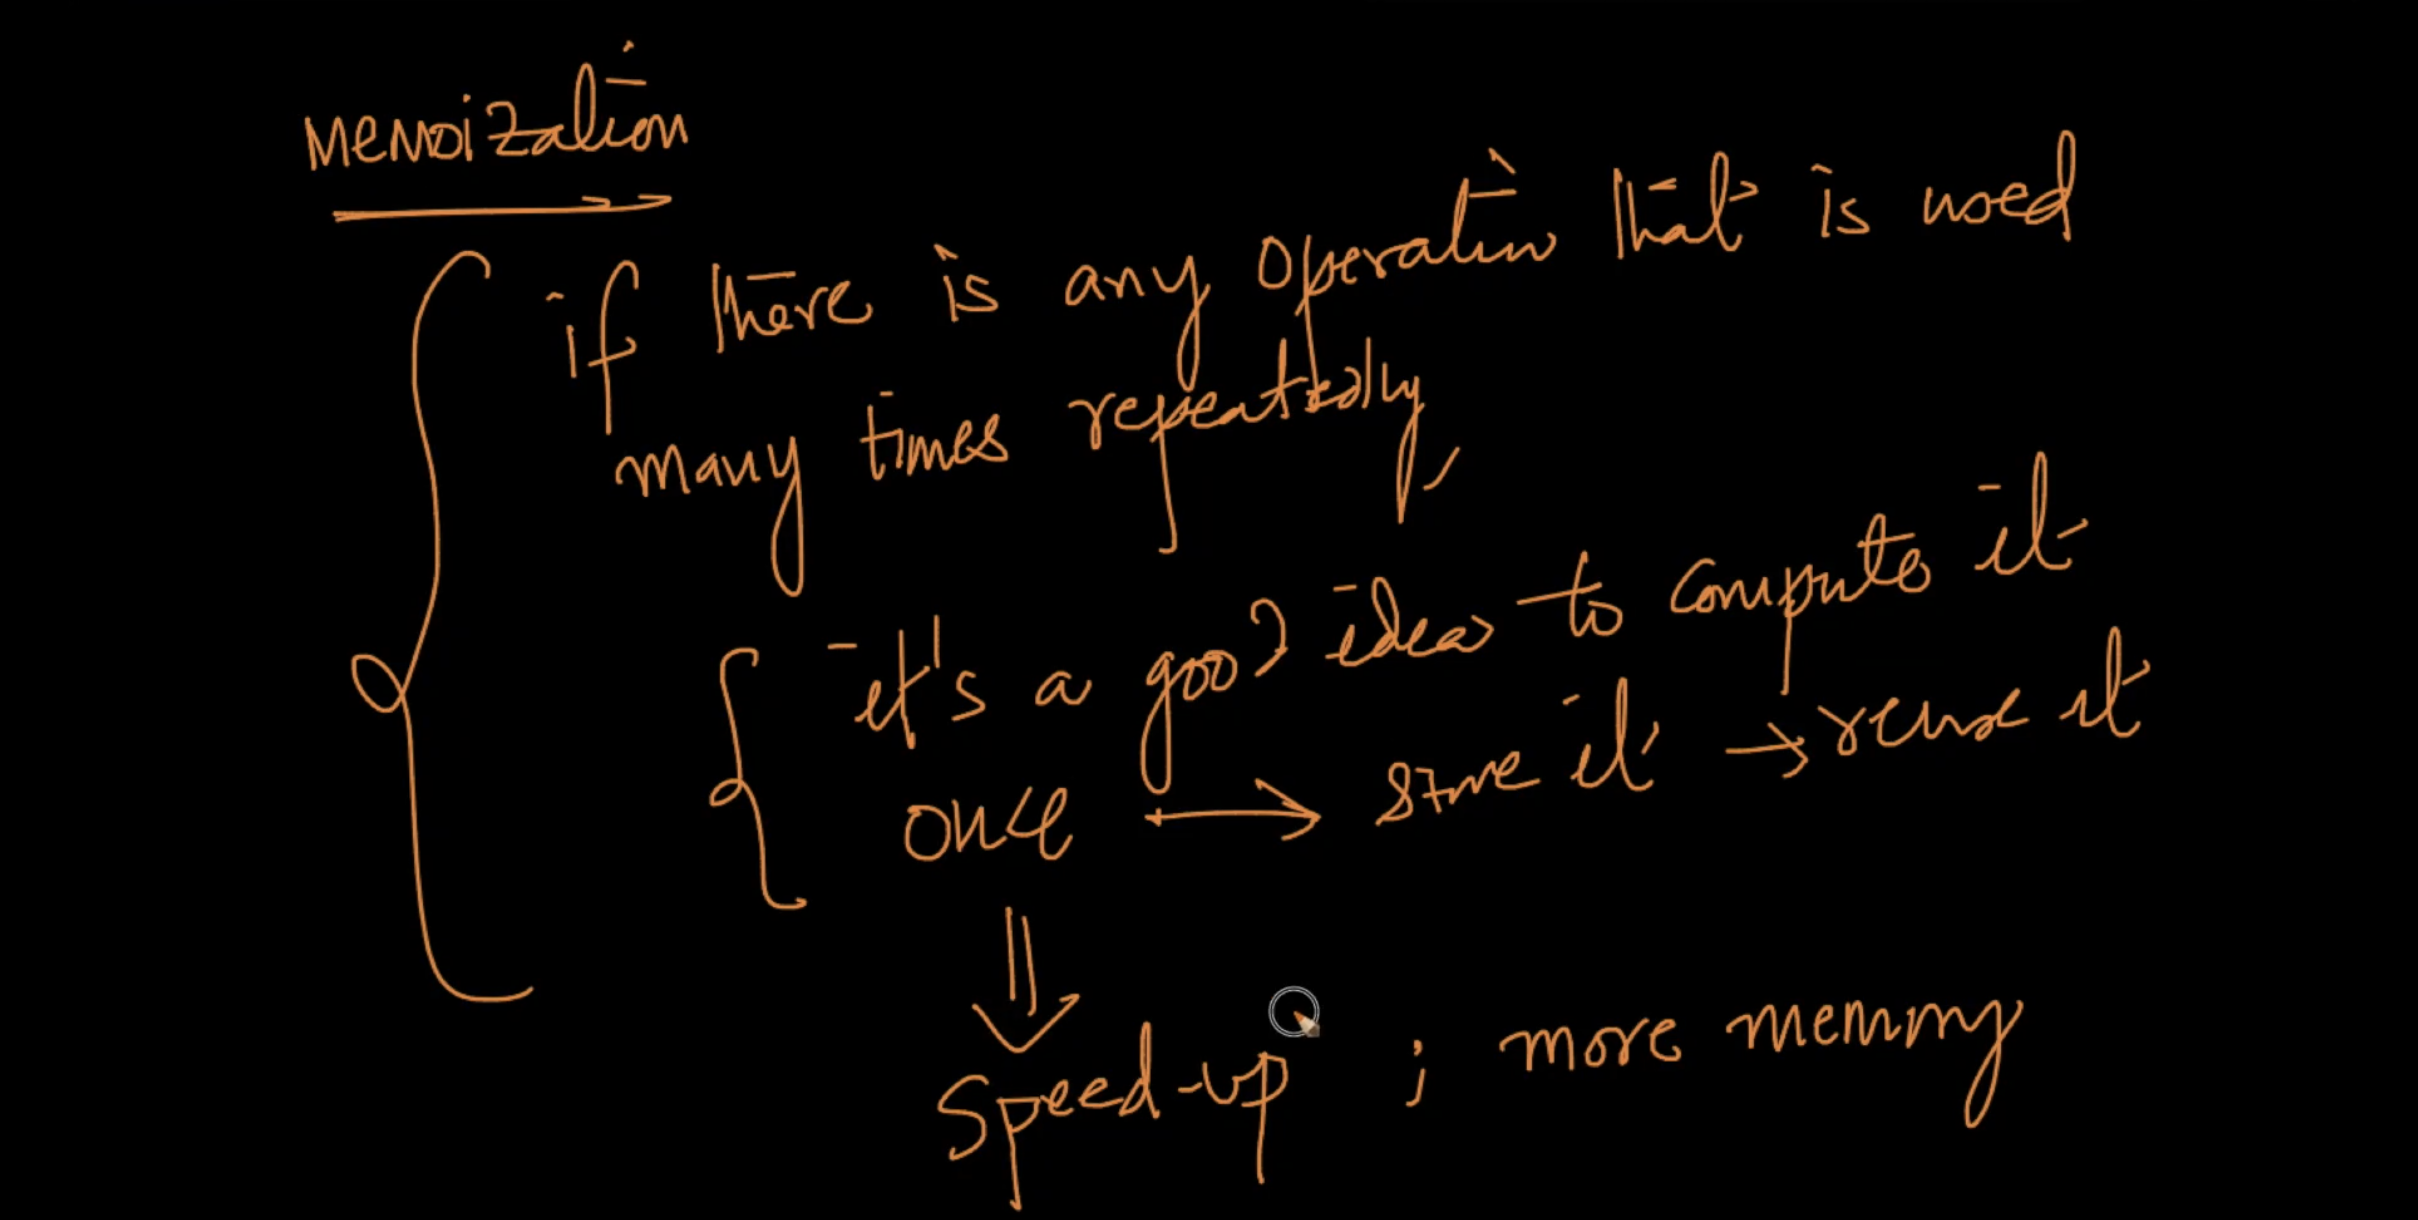 Memoization
if there is any operation that is used
many times repeatedly,
it's a good idea to compute it
once → store it → reuse it
⇓
Speed-up ; more memory